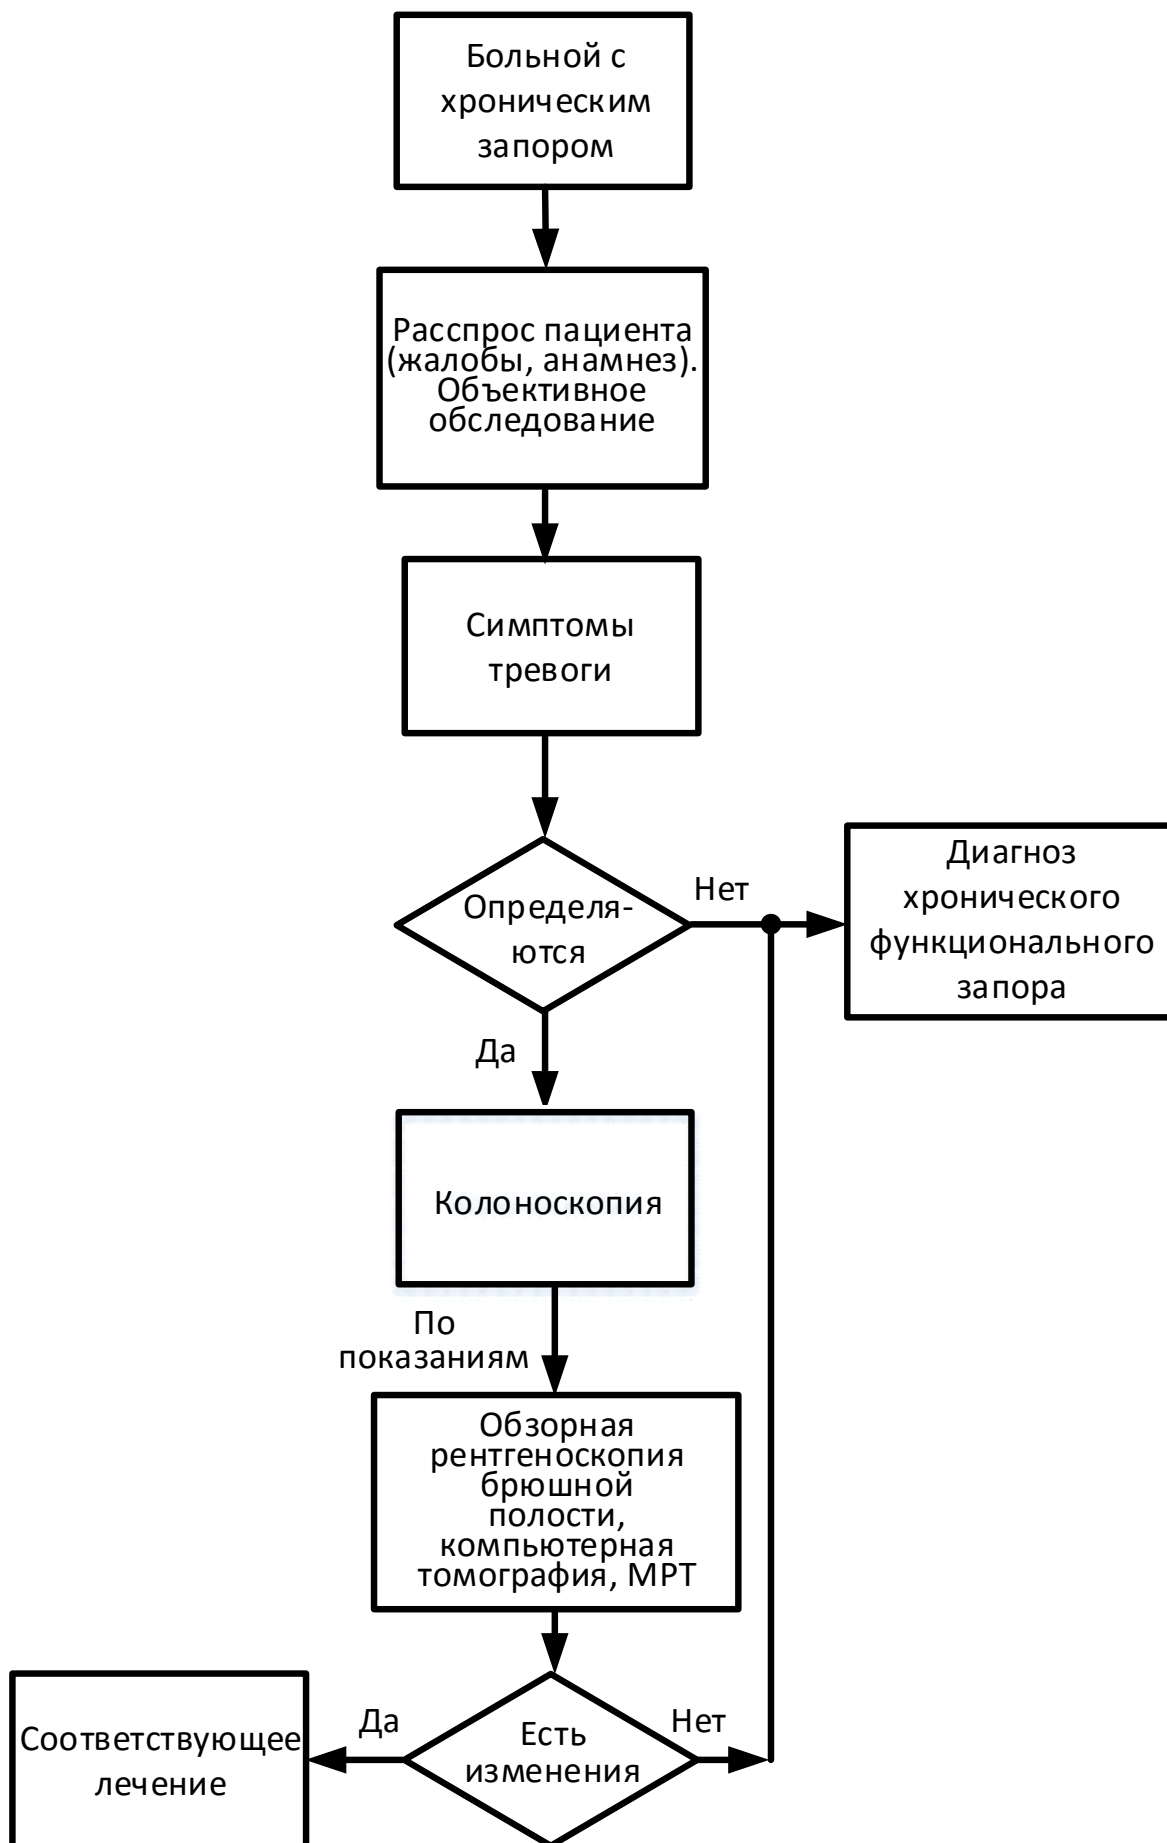 Больной с
хроническим
запором
Расспрос пациента
(жалобы, анамнез).
Объективное
обследование
Симптомы
тревоги
Определя-
ются
Нет
Диагноз
хронического
функционального
запора
Да
Колоноскопия
По
показаниям
Обзорная
рентгеноскопия
брюшной
полости,
компьютерная
томография, МРТ
Соответствующее
лечение
Да
Есть
изменения
Нет